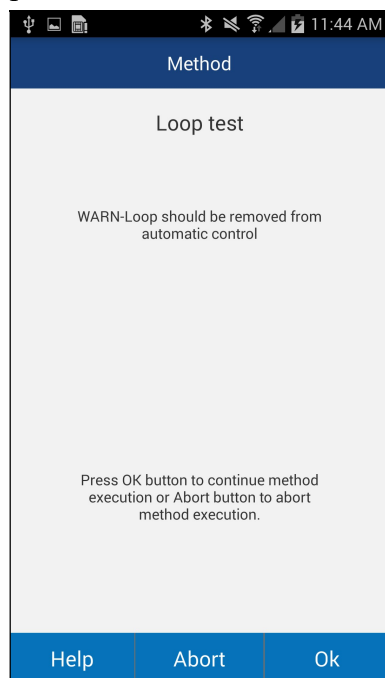 11:44 AM
Method
Loop test
WARN-Loop should be removed from
automatic control
Press OK button to continue method
execution or Abort button to abort
method execution.
Help Abort Ok